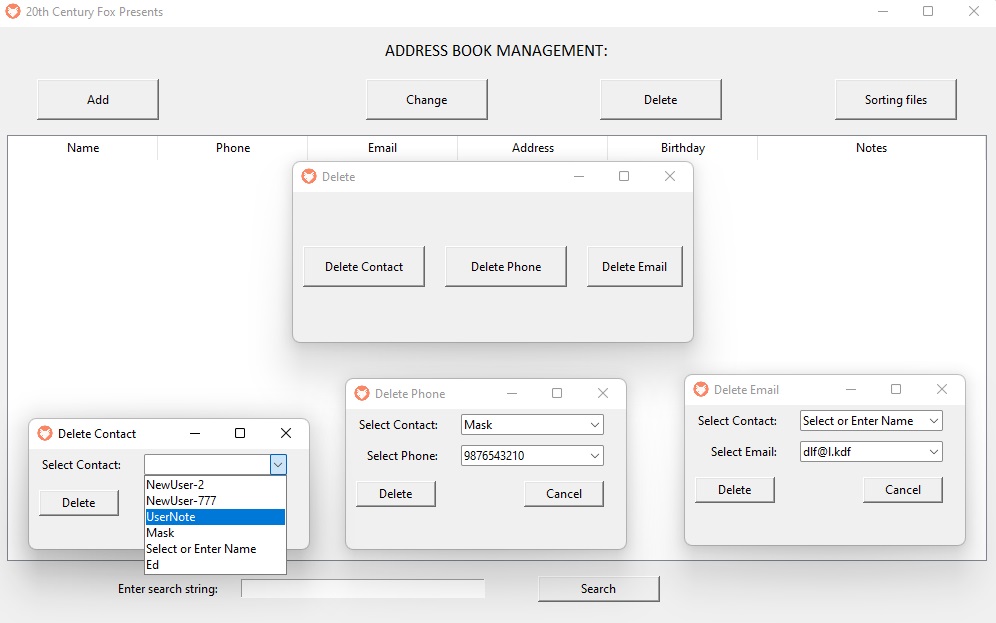 20th Century Fox Presents
ADDRESS BOOK MANAGEMENT:
Add
Change
Delete
Sorting files
Name
Phone
Email
Address
Birthday
Notes
Delete
Delete Contact
Delete Phone
Delete Email
Delete Contact
Select Contact:
Delete
NewUser-2
NewUser-777
UserNote
Mask
Select or Enter Name
Ed
Delete Phone
Select Contact:
Mask
Select Phone:
9876543210
Delete
Cancel
Delete Email
Select Contact:
Select or Enter Name
Select Email:
dlf@l.kdf
Delete
Cancel
Enter search string:
Search